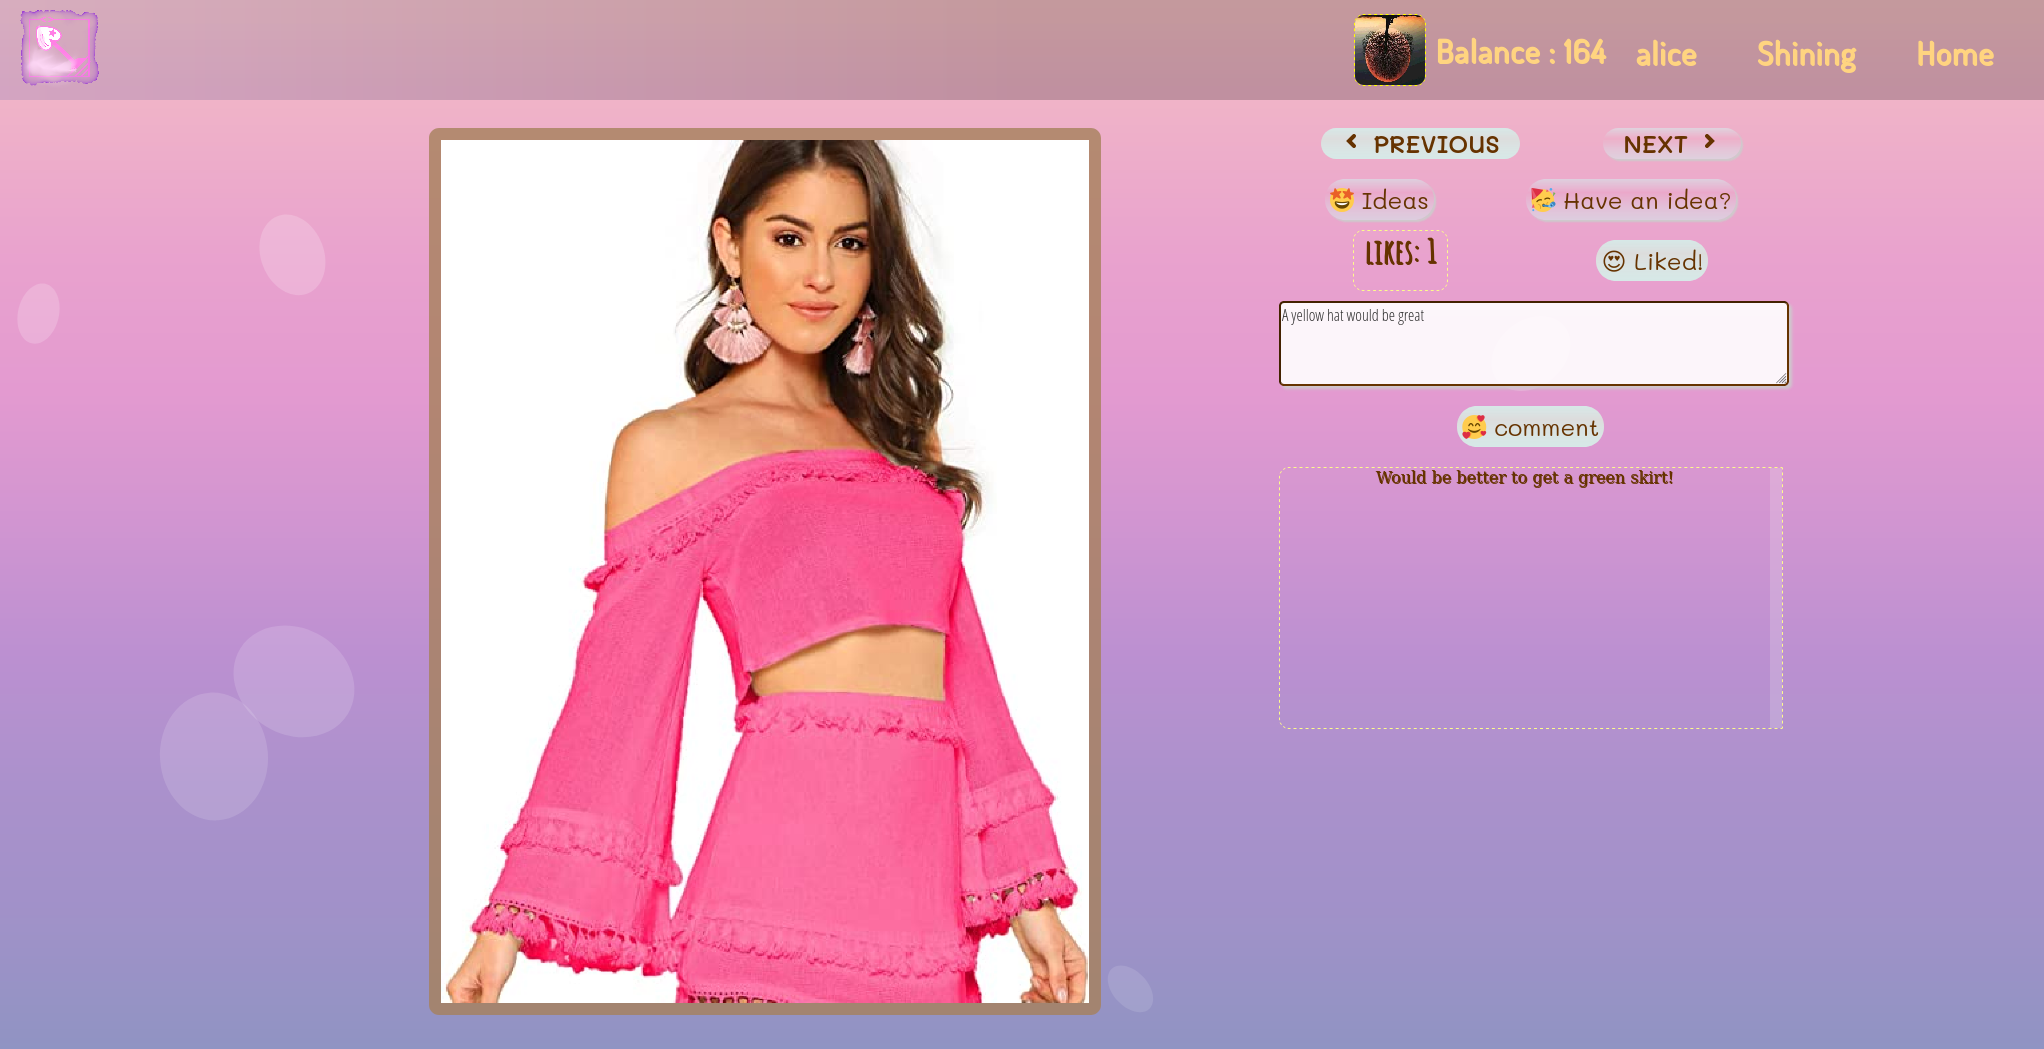 Balance : 164
alice
Shining
Home
PREVIOUS
NEXT
Ideas
Have an idea?
LIKES: 1
Liked!
A yellow hat would be great
comment
Would be better to get a green skirt!